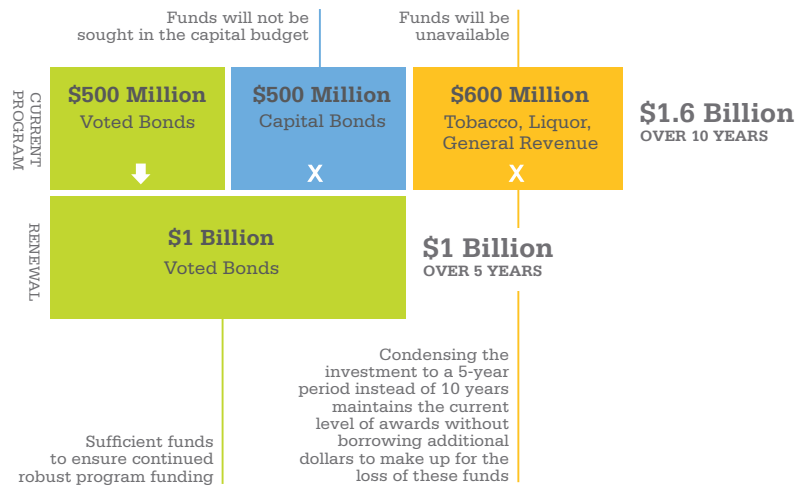 Funds will not be
sought in the capital budget
Funds will be
unavailable
CURRENT
PROGRAM
$500 Million
Voted Bonds
$500 Million
Capital Bonds
X
$600 Million
Tobacco, Liquor,
General Revenue
X
$1.6 Billion
OVER 10 YEARS
RENEWAL
$1 Billion
Voted Bonds
$1 Billion
OVER 5 YEARS
Sufficient funds
to ensure continued
robust program funding
Condensing the
investment to a 5-year
period instead of 10 years
maintains the current
level of awards without
borrowing additional
dollars to make up for the
loss of these funds